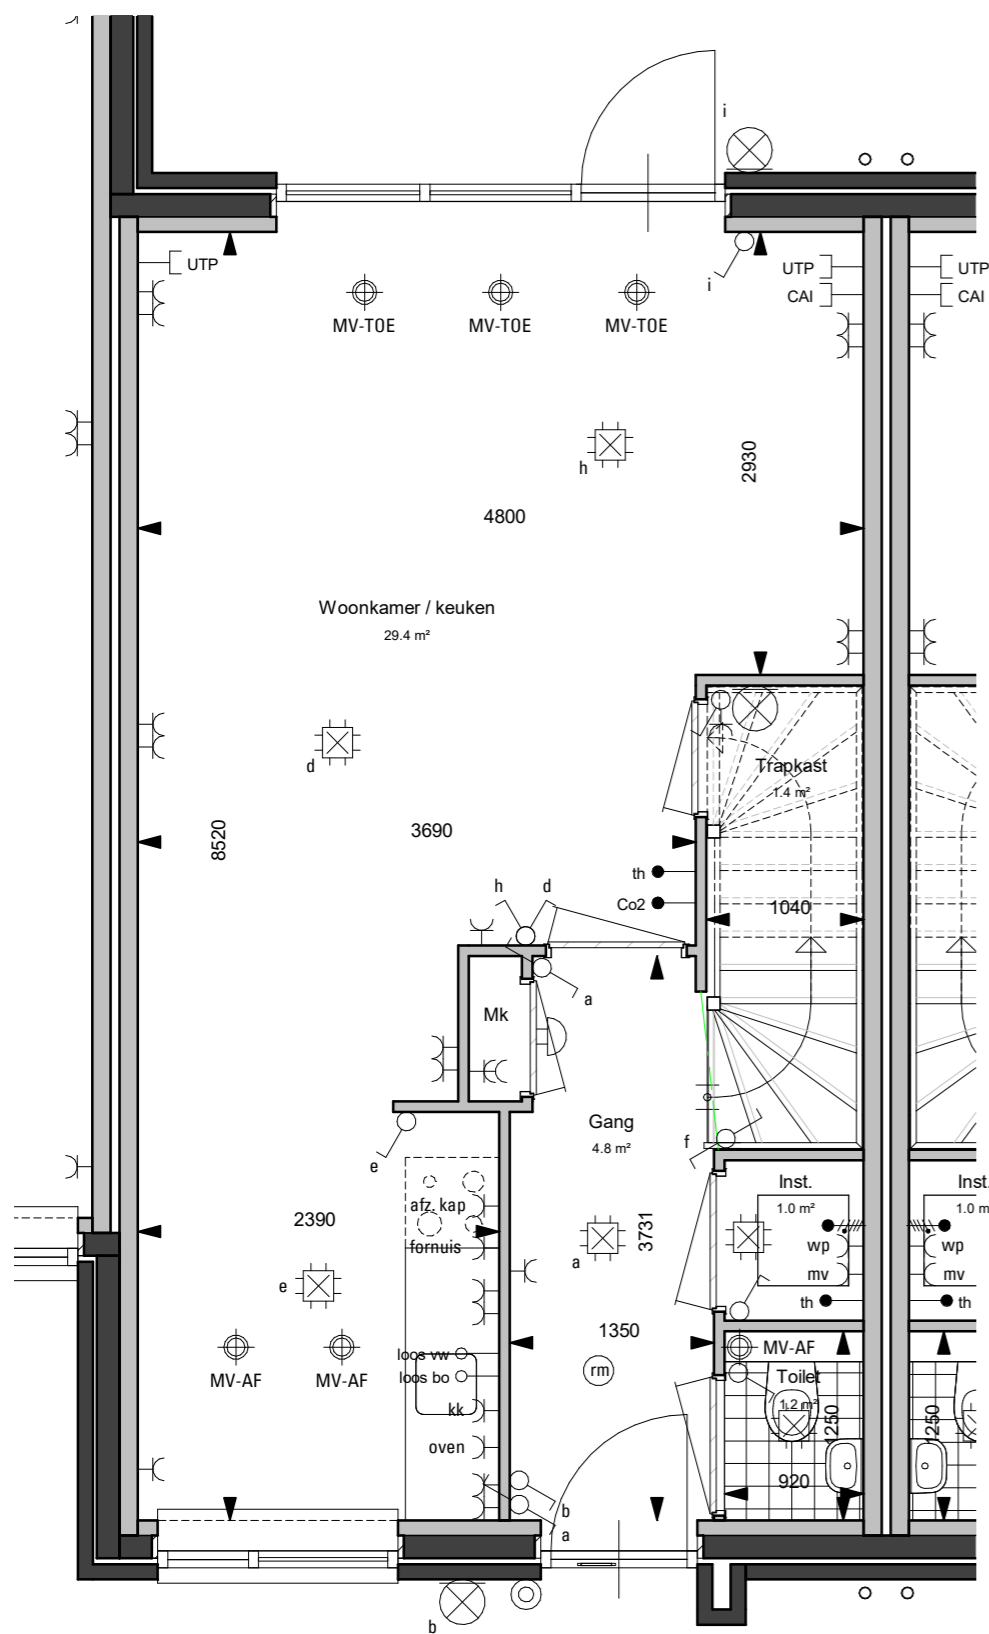 i
UTP
i
UTP
UTP
CAI
CAI
MV-TOE
MV-TOE
MV-TOE
h
2930
4800
Woonkamer / keuken
29.4 m²
d
Trapkast
1.4 m²
8520
3690
th
Co2
h
d
1040
a
Mk
Gang
4.8 m²
f
e
2390
afz. kap
fornuis
3731
a
e
Inst.
1.0 m²
Inst.
1.0 m
wp
wp
mv
mv
th
th
1350
MV-AF
MV-AF
MV-AF
loos vw
loos bo
rm
Toilet
1.2 m²
kk
1250
1250
oven
920
b
a
b